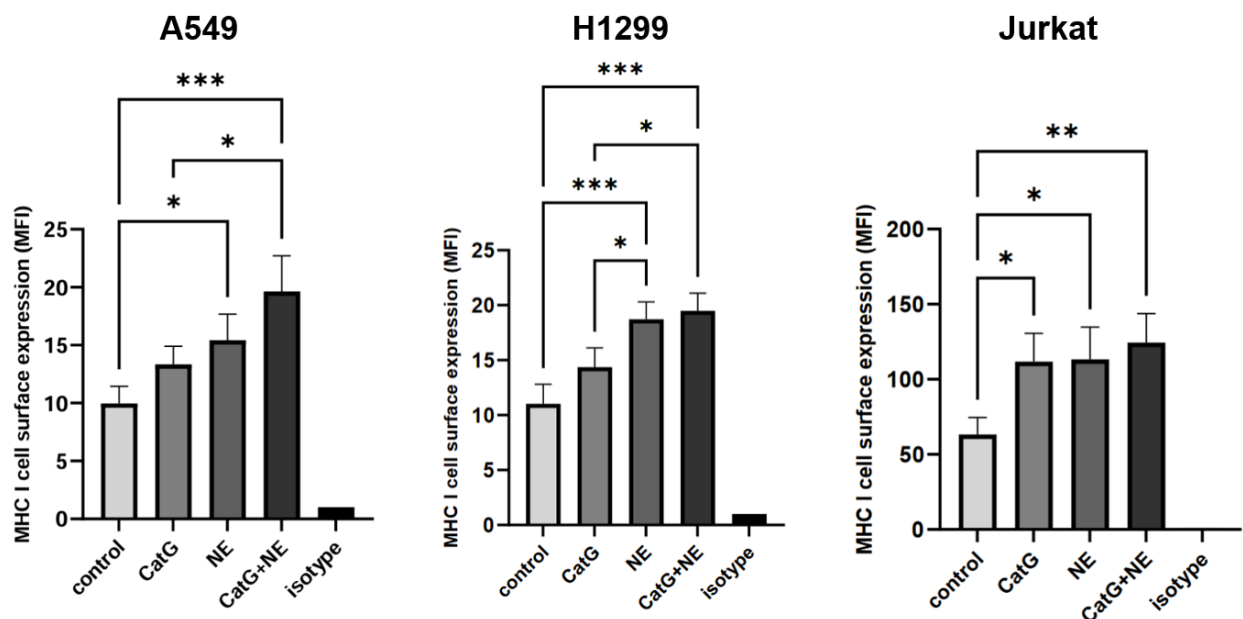 A549
H1299
Jurkat
***
*
*
MHC I cell surface expression (MFI)
25
20
15
10
5
0
control
CatG
NE
CatG+NE
isotype
***
*
***
*
MHC I cell surface expression (MFI)
25
20
15
10
5
0
control
CatG
NE
CatG+NE
isotype
**
*
*
MHC I cell surface expression (MFI)
200
150
100
50
0
control
CatG
NE
CatG+NE
isotype